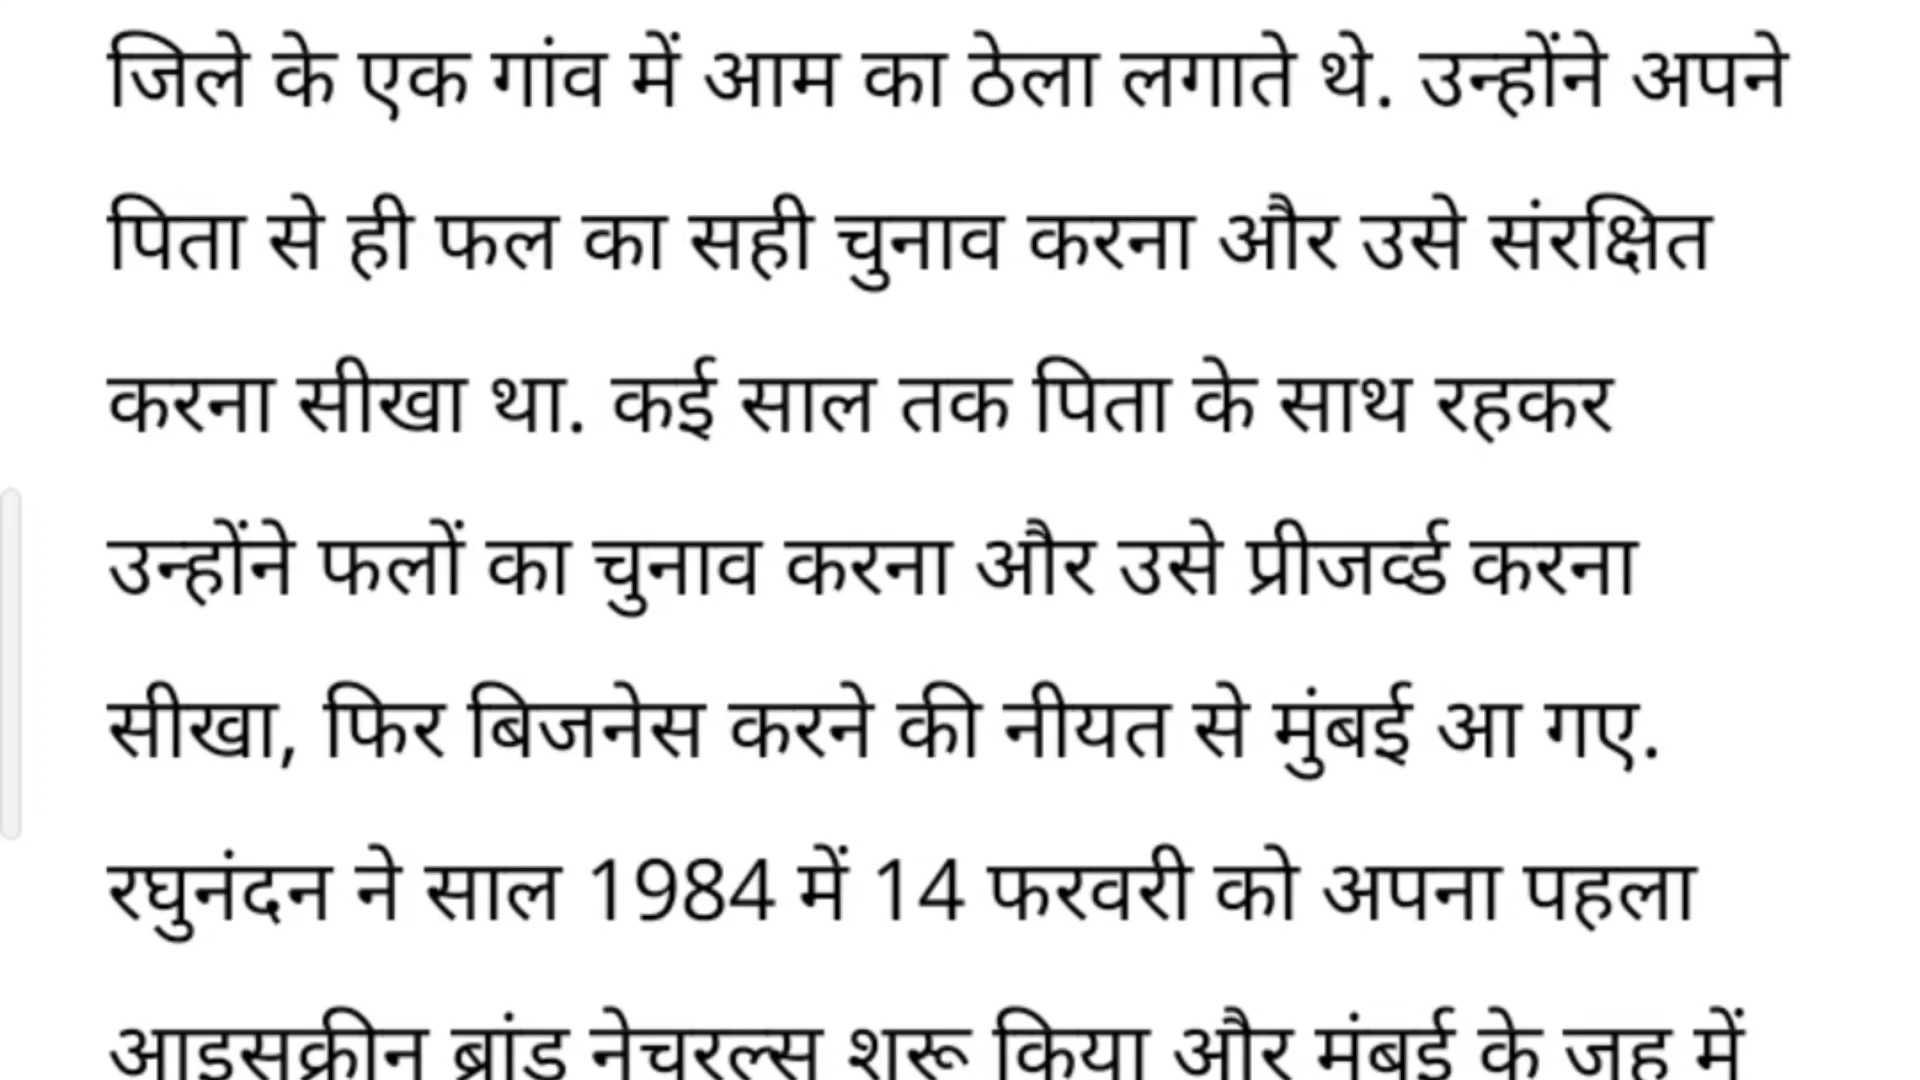 जिले के एक गांव में आम का ठेला लगाते थे. उन्होंने अपने
पिता से ही फल का सही चुनाव करना और उसे संरक्षित
करना सीखा था. कई साल तक पिता के साथ रहकर
उन्होंने फलों का चुनाव करना और उसे प्रीजर्व्ड करना
सीखा, फिर बिजनेस करने की नीयत से मुंबई आ गए.
रघुनंदन ने साल 1984 में 14 फरवरी को अपना पहला
आइसक्रीन ब्रांड नेचरल्स शुरू किया और मुंबई के जुहू में